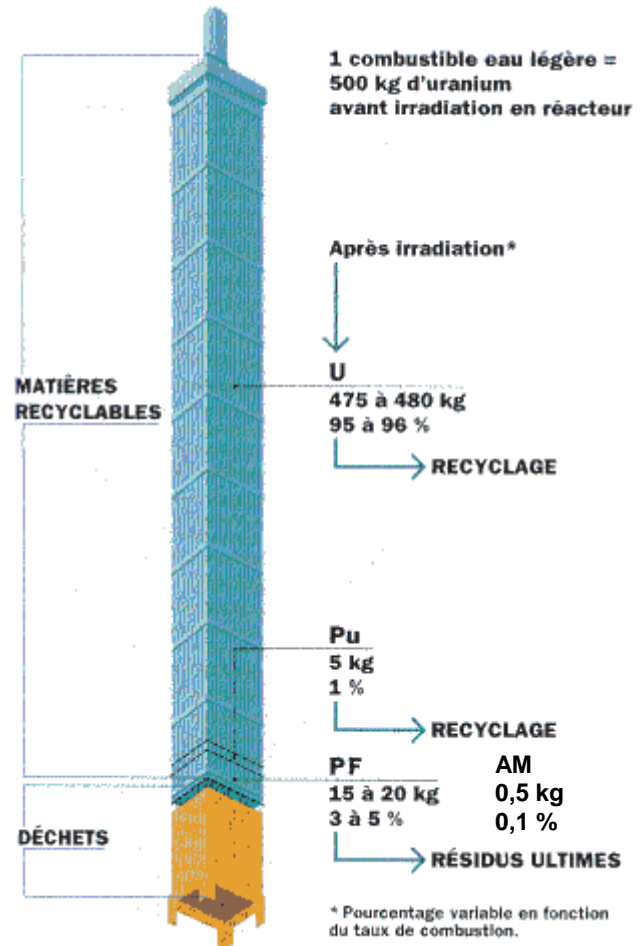 1 combustible eau légère =
500 kg d'uranium
avant irradiation en réacteur
Après irradiation*
U
475 à 480 kg
95 à 96 %
RECYCLAGE
MATIÈRES
RECYCLABLES
Pu
5 kg
1 %
RECYCLAGE
PF
15 à 20 kg
3 à 5 %
AM
0,5 kg
0,1 %
RÉSIDUS ULTIMES
DÉCHETS
* Pourcentage variable en fonction
du taux de combustion.